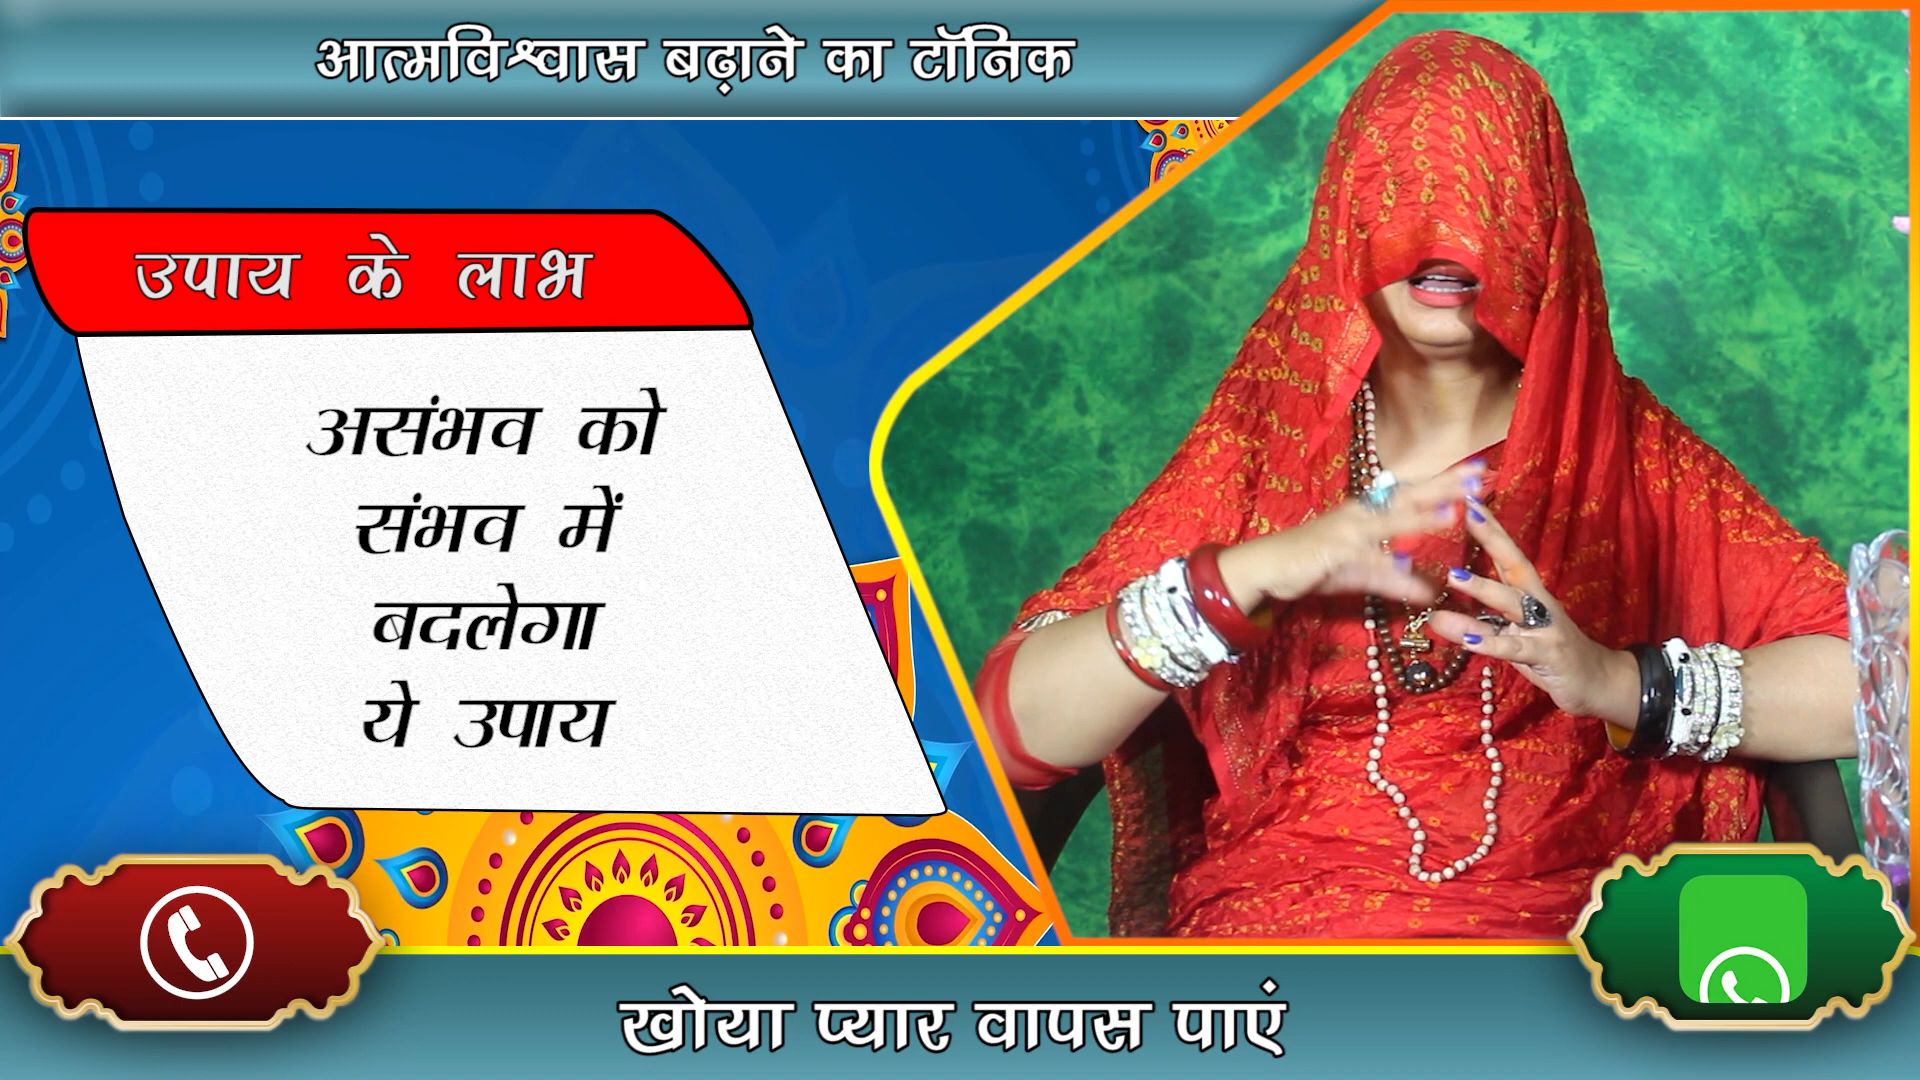 आत्मविश्वास बढ़ाने का टॉनिक
उपाय के लाभ
असंभव को
संभव में
बदलेगा
ये उपाय
खोया प्यार वापस पाएं